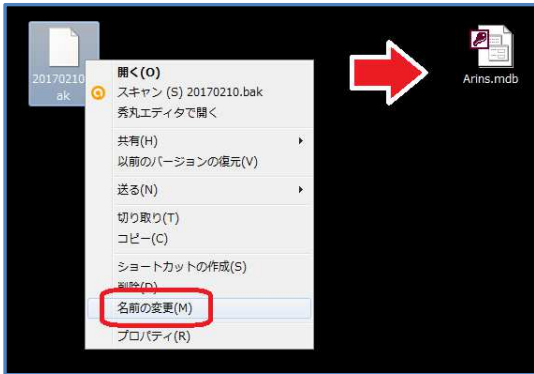 20170210
ak
開く(O)
スキャン (S) 20170210.bak
秀丸エディタで開く
共有(H)
以前のバージョンの復元(V)
送る(N)
切り取り(T)
コピー(C)
ショートカットの作成(S)
削除(D)
名前の変更(M)
プロパティ(R)
Arins.mdb